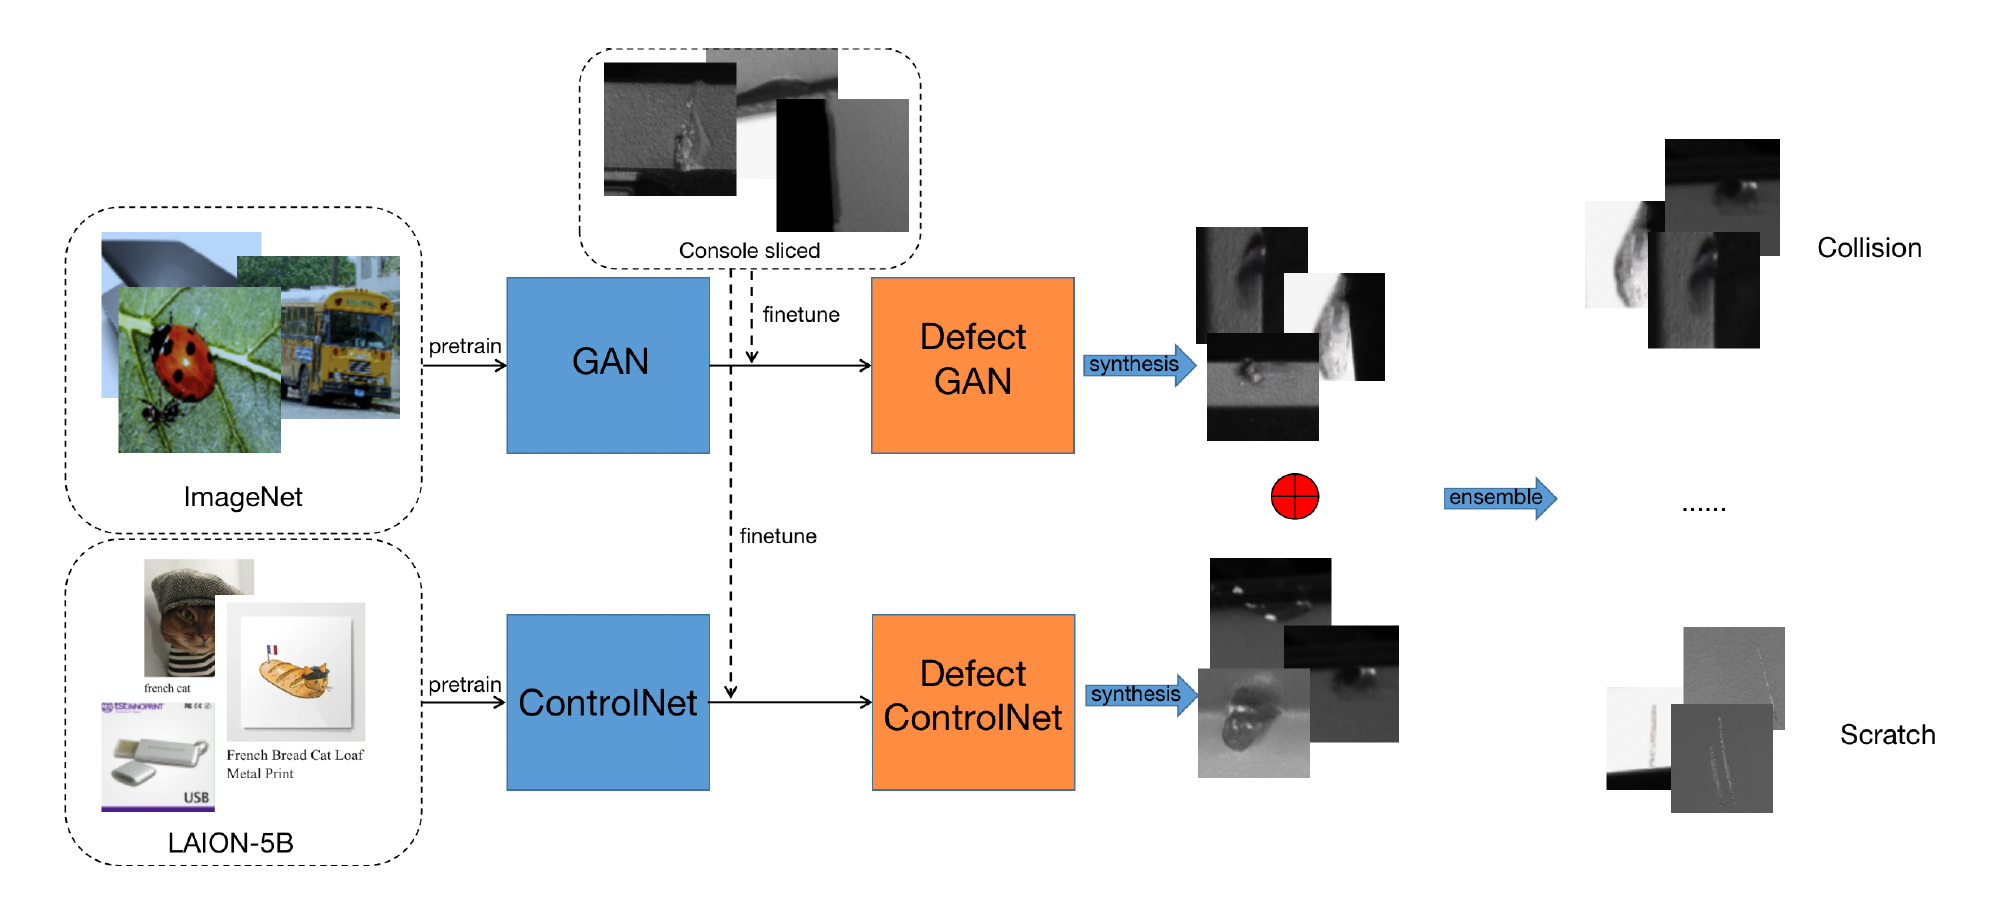 Console sliced
finetune
pretrain
GAN
Defect
GAN
synthesis
ImageNet
ensemble
......
Collision
finetune
french cat
French Bread Cat Loaf
Metal Print
USB
LAION-5B
pretrain
ControlNet
Defect
ControlNet
synthesis
Scratch